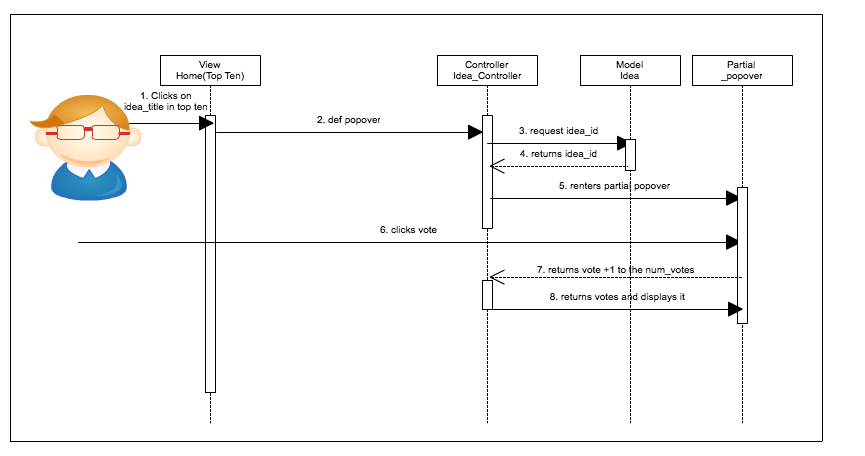 View
Home(Top Ten)
Controller
Idea_Controller
Model
Idea
Partial
_popover
1. Clicks on
idea_title in top ten
2. def popover
3. request idea_id
4. returns idea_id
5. renters partial popover
6. clicks vote
7. returns vote +1 to the num_votes
8. returns votes and displays it